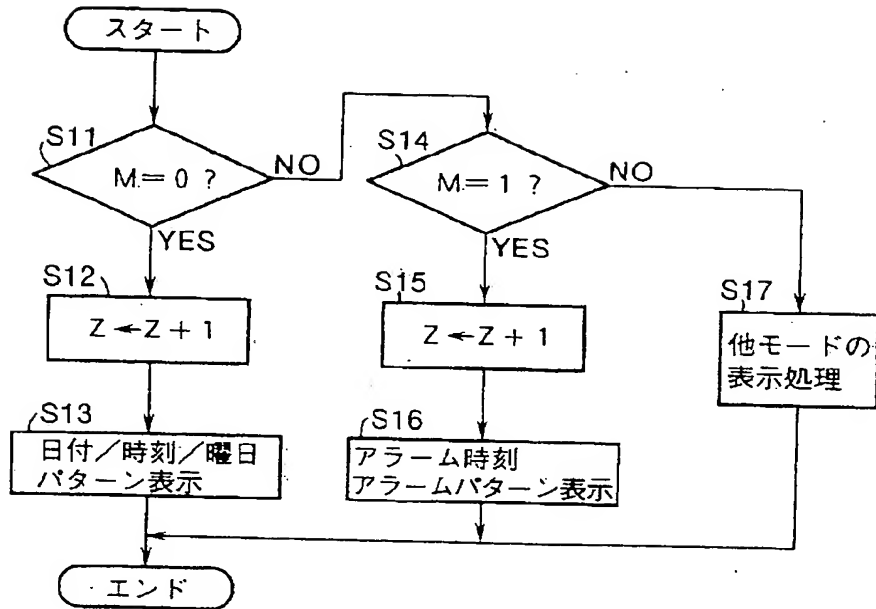 スタート
S11
M=0?
NO
YES
S12
Z←Z+1
S13
日付/時刻/曜日
パターン表示
S14
M=1?
NO
YES
S15
Z←Z+1
S16
アラーム時刻
アラームパターン表示
S17
他モードの
表示処理
エンド